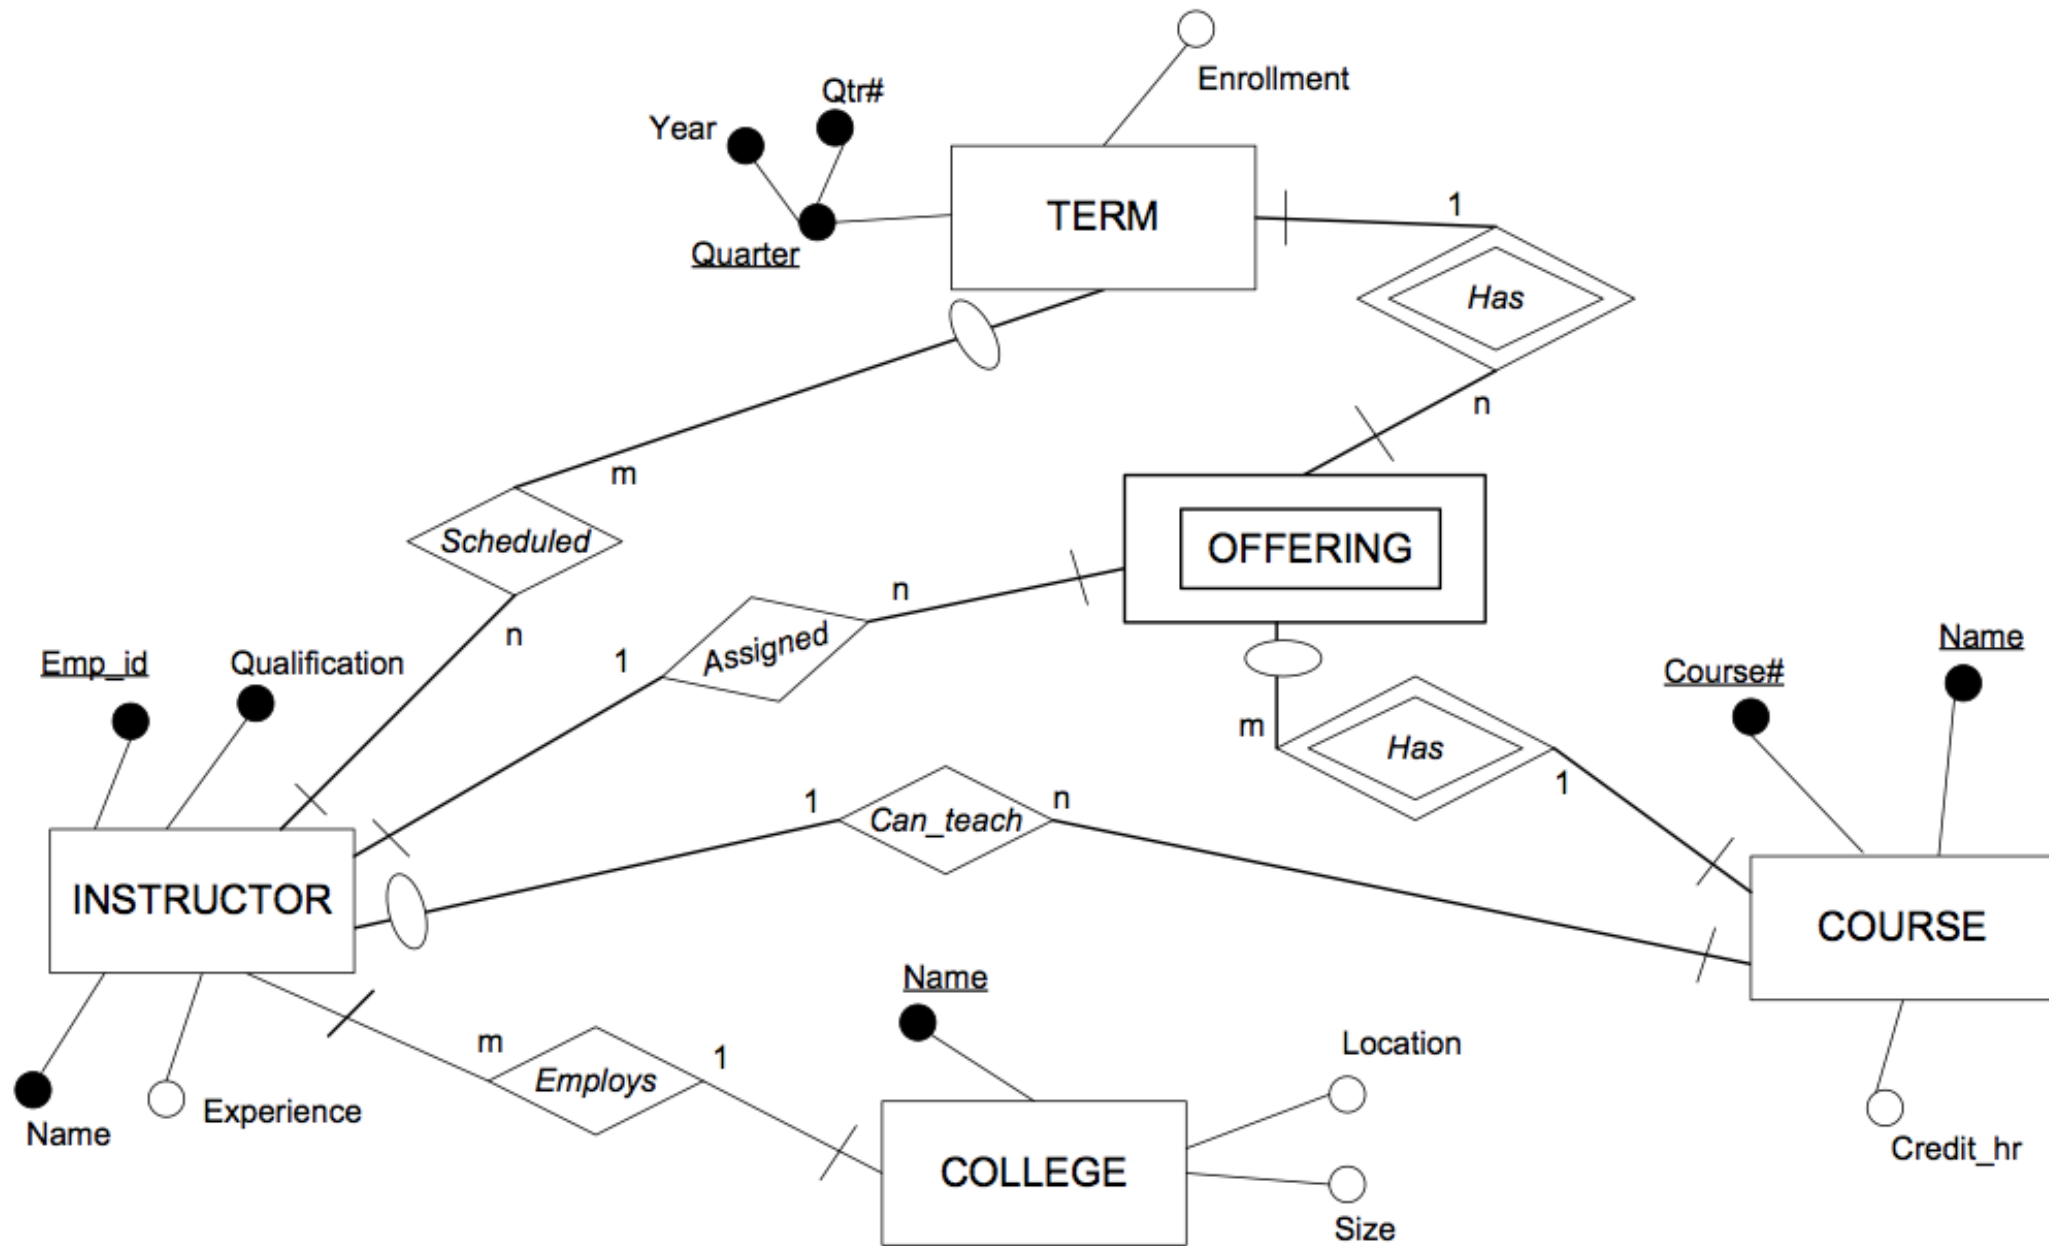 Enrollment
Qtr#
Year
TERM
1
Quarter
Has
n
m
Scheduled
OFFERING
n
n
Assigned
1
Emp_id
Qualification
Name
Course#
m
Has
1
1
Can_teach
n
INSTRUCTOR
COURSE
Name
Location
m
1
Employs
Experience
Name
Credit_hr
COLLEGE
Size